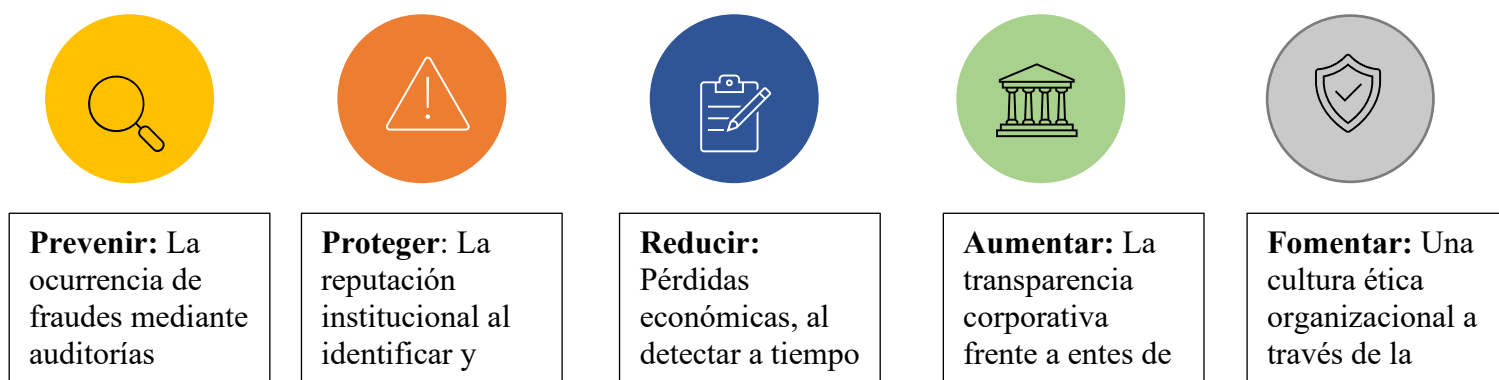 Prevenir: La
ocurrencia de
fraudes mediante
auditorías
Proteger: La
reputación
institucional al
identificar y
Reducir:
Pérdidas
económicas, al
detectar a tiempo
Aumentar: La
transparencia
corporativa
frente a entes de
Fomentar: Una
cultura ética
organizacional a
través de la